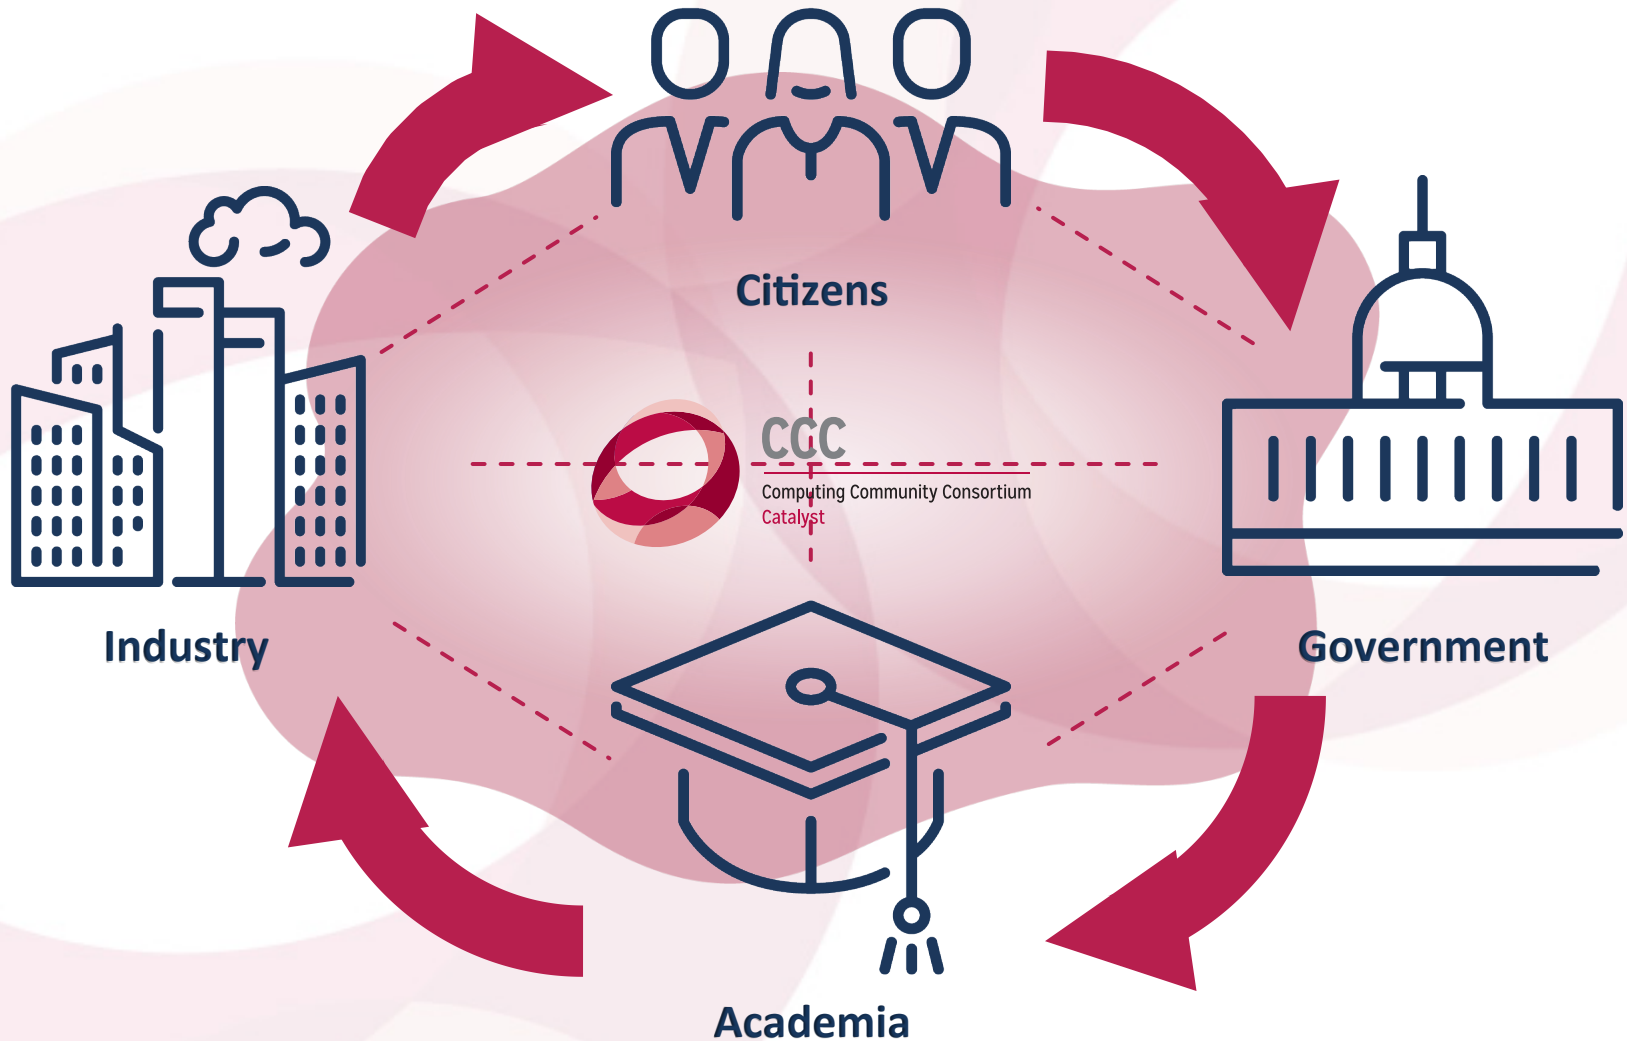 Citizens
CCC
Computing Community Consortium
Catalyst
Industry
Government
Academia